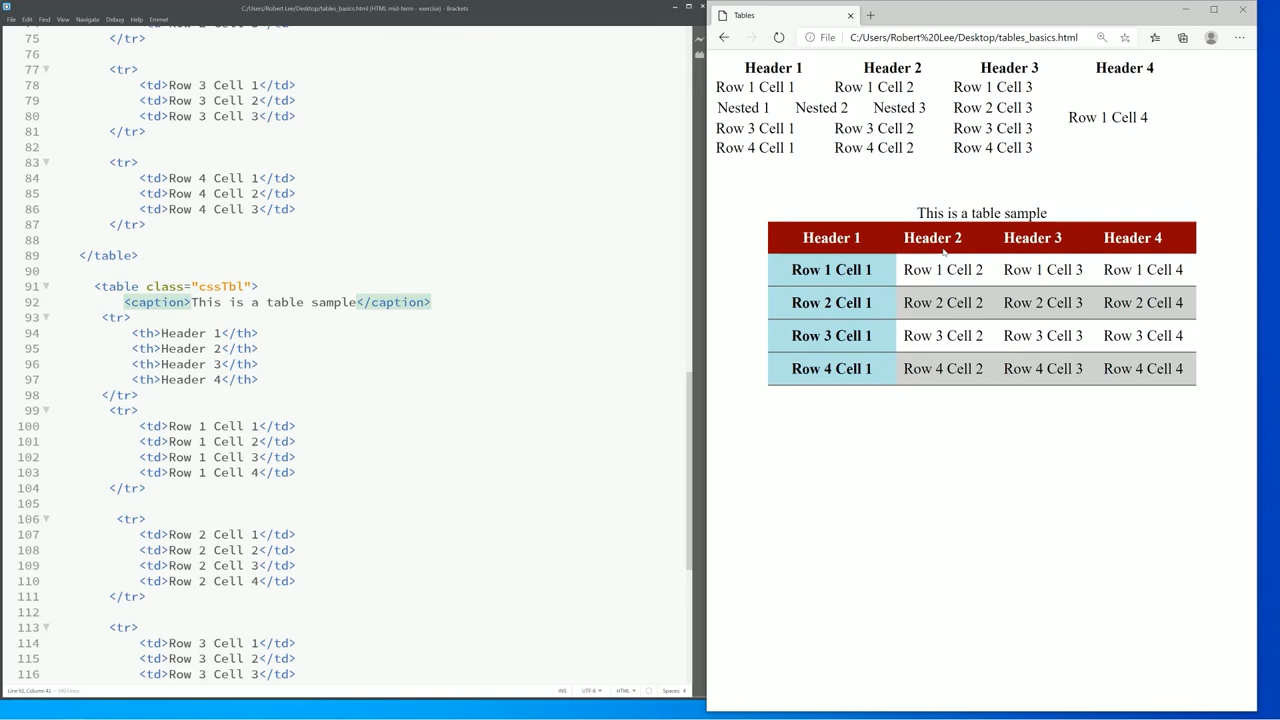 C:/Users/Robert Lee/Desktop/tables_basics.html (HTML mid-term - exercise) - Brackets
File Edit Find View Navigate Debug Help Emmet
75 </tr>
76
77 <tr>
78 <td>Row 3 Cell 1</td>
79 <td>Row 3 Cell 2</td>
80 <td>Row 3 Cell 3</td>
81 </tr>
82
83 <tr>
84 <td>Row 4 Cell 1</td>
85 <td>Row 4 Cell 2</td>
86 <td>Row 4 Cell 3</td>
87 </tr>
88
89 </table>
90
91 <table class="cssTbl">
92 <caption>This is a table sample</caption>
93 <tr>
94 <th>Header 1</th>
95 <th>Header 2</th>
96 <th>Header 3</th>
97 <th>Header 4</th>
98 </tr>
99 <tr>
100 <td>Row 1 Cell 1</td>
101 <td>Row 1 Cell 2</td>
102 <td>Row 1 Cell 3</td>
103 <td>Row 1 Cell 4</td>
104 </tr>
105
106 <tr>
107 <td>Row 2 Cell 1</td>
108 <td>Row 2 Cell 2</td>
109 <td>Row 2 Cell 3</td>
110 <td>Row 2 Cell 4</td>
111 </tr>
112
113 <tr>
114 <td>Row 3 Cell 1</td>
115 <td>Row 3 Cell 2</td>
116 <td>Row 3 Cell 3</td>
Line 92, Column 41 - 140 Lines
INS UTF-8 HTML Spaces: 4
Tables
File C:/Users/Robert%20Lee/Desktop/tables_basics.html
Header 1 Header 2 Header 3 Header 4
Row 1 Cell 1 Row 1 Cell 2 Row 1 Cell 3
Nested 1 Nested 2 Nested 3 Row 2 Cell 3
Row 1 Cell 4
Row 3 Cell 1 Row 3 Cell 2 Row 3 Cell 3
Row 4 Cell 1 Row 4 Cell 2 Row 4 Cell 3
This is a table sample
Header 1 Header 2 Header 3 Header 4
Row 1 Cell 1 Row 1 Cell 2 Row 1 Cell 3 Row 1 Cell 4
Row 2 Cell 1 Row 2 Cell 2 Row 2 Cell 3 Row 2 Cell 4
Row 3 Cell 1 Row 3 Cell 2 Row 3 Cell 3 Row 3 Cell 4
Row 4 Cell 1 Row 4 Cell 2 Row 4 Cell 3 Row 4 Cell 4